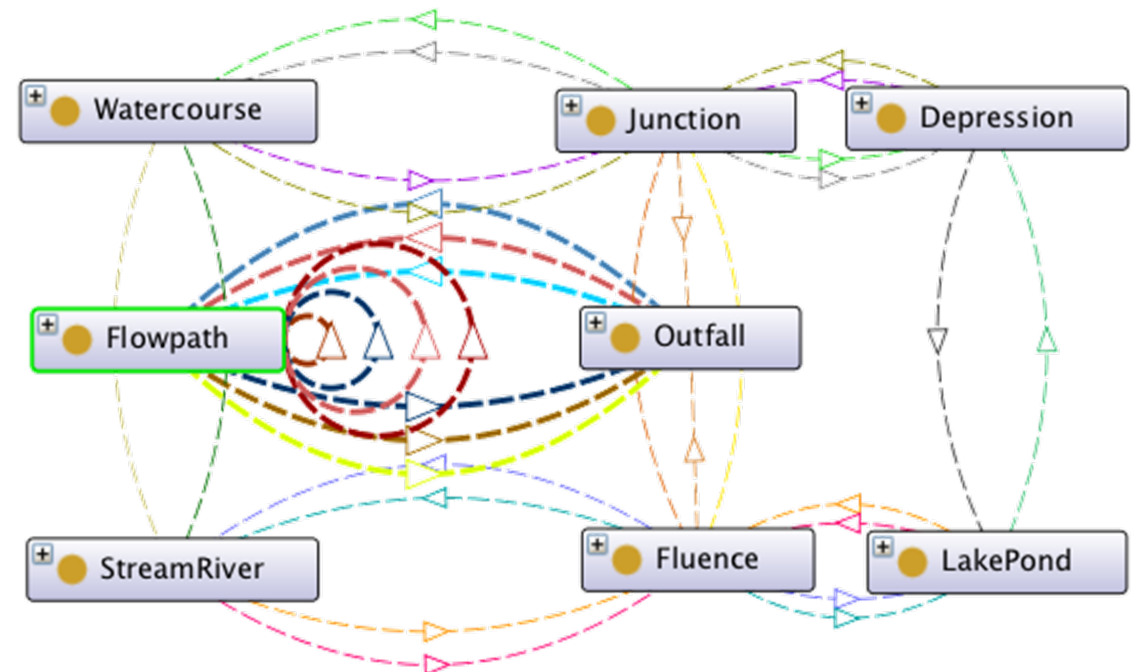 Watercourse
Junction
Depression
Flowpath
Outfall
StreamRiver
Fluence
LakePond